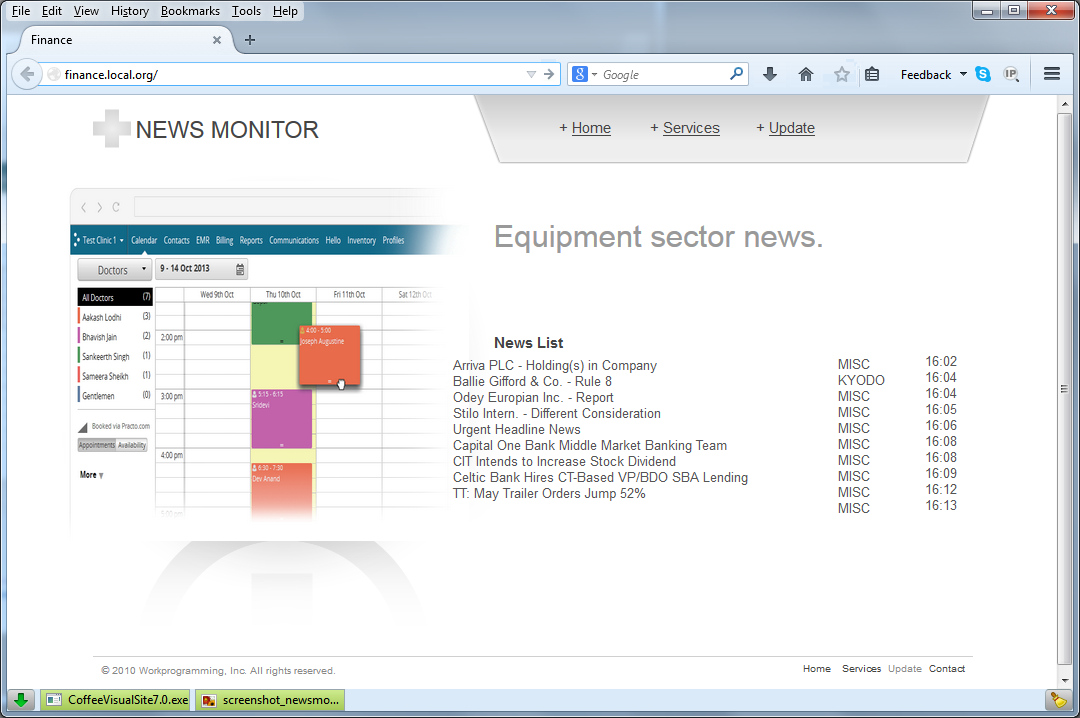 File Edit View History Bookmarks Tools Help
Finance
finance.local.org/
Google
Feedback
IP
NEWS MONITOR
+ Home + Services + Update
Test Clinic 1 Calendar Contacts EMR Billing Reports Communications Hello Inventory Profiles
Equipment sector news.
Doctors 9 - 14 Oct 2013
Wed 9th Oct Thu 10th Oct Fri 11th Oct Sat 12th Oct
All Doctors (7)
Aakash Lodhi (3)
Bhavish Jain (2)
Sankeerth Singh (1)
Sameera Sheikh (1)
Gentlemen (0)
Booked via Practo.com
Appointments Availability
More
2:00 pm
3:00 pm
4:00 pm
4:00 - 5:00
Joseph Augustine
5:15 - 6:15
Sridevi
6:30 - 7:30
Dev Anand
News List
Arriva PLC - Holding(s) in Company MISC 16:02
Ballie Gifford & Co. - Rule 8 KYODO 16:04
Odey Europian Inc. - Report MISC 16:04
Stilo Intern. - Different Consideration MISC 16:05
Urgent Headline News MISC 16:06
Capital One Bank Middle Market Banking Team MISC 16:08
CIT Intends to Increase Stock Dividend MISC 16:08
Celtic Bank Hires CT-Based VP/BDO SBA Lending MISC 16:09
TT: May Trailer Orders Jump 52% MISC 16:12
MISC 16:13
© 2010 Workprogramming, Inc. All rights reserved.
Home Services Update Contact
CoffeeVisualSite7.0.exe
screenshot_newsmo...